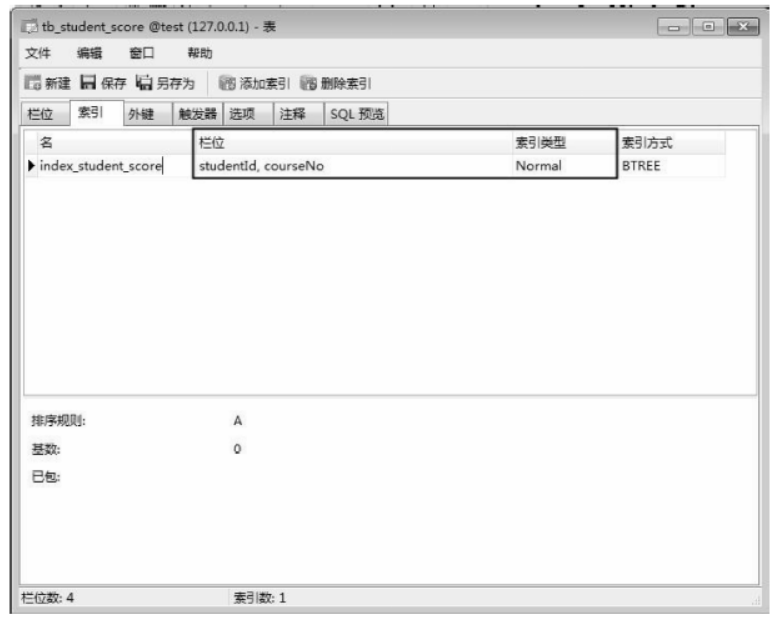 tb_student_score @test (127.0.0.1) - 表
文件 编辑 窗口 帮助
新建 保存 另存为 添加索引 删除索引
栏位 索引 外键 触发器 选项 注释 SQL 预览
名 栏位 索引类型 索引方式
index_student_score studentId, courseNo Normal BTREE
排序规则: A
基数: 0
已包:
栏位数: 4 索引数: 1